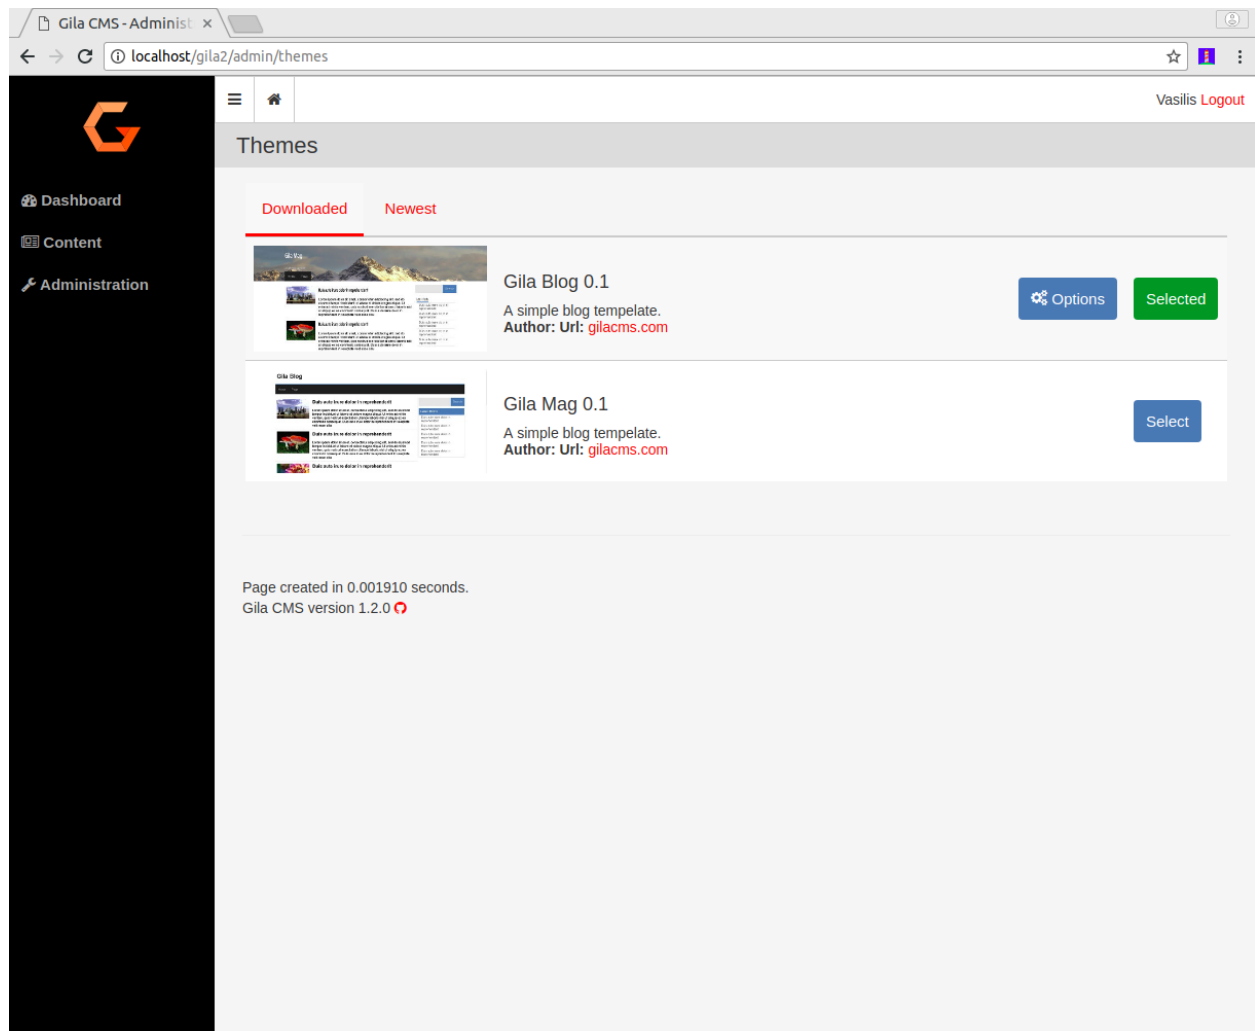 Gila CMS - Administ
localhost/gila2/admin/themes
Vasilis Logout
Themes
Dashboard
Content
Administration
Downloaded
Newest
Gila Blog 0.1
A simple blog tempelate.
Author: Url: gilacms.com
Options
Selected
Gila Blog
Gila Mag 0.1
A simple blog tempelate.
Author: Url: gilacms.com
Select
Page created in 0.001910 seconds.
Gila CMS version 1.2.0